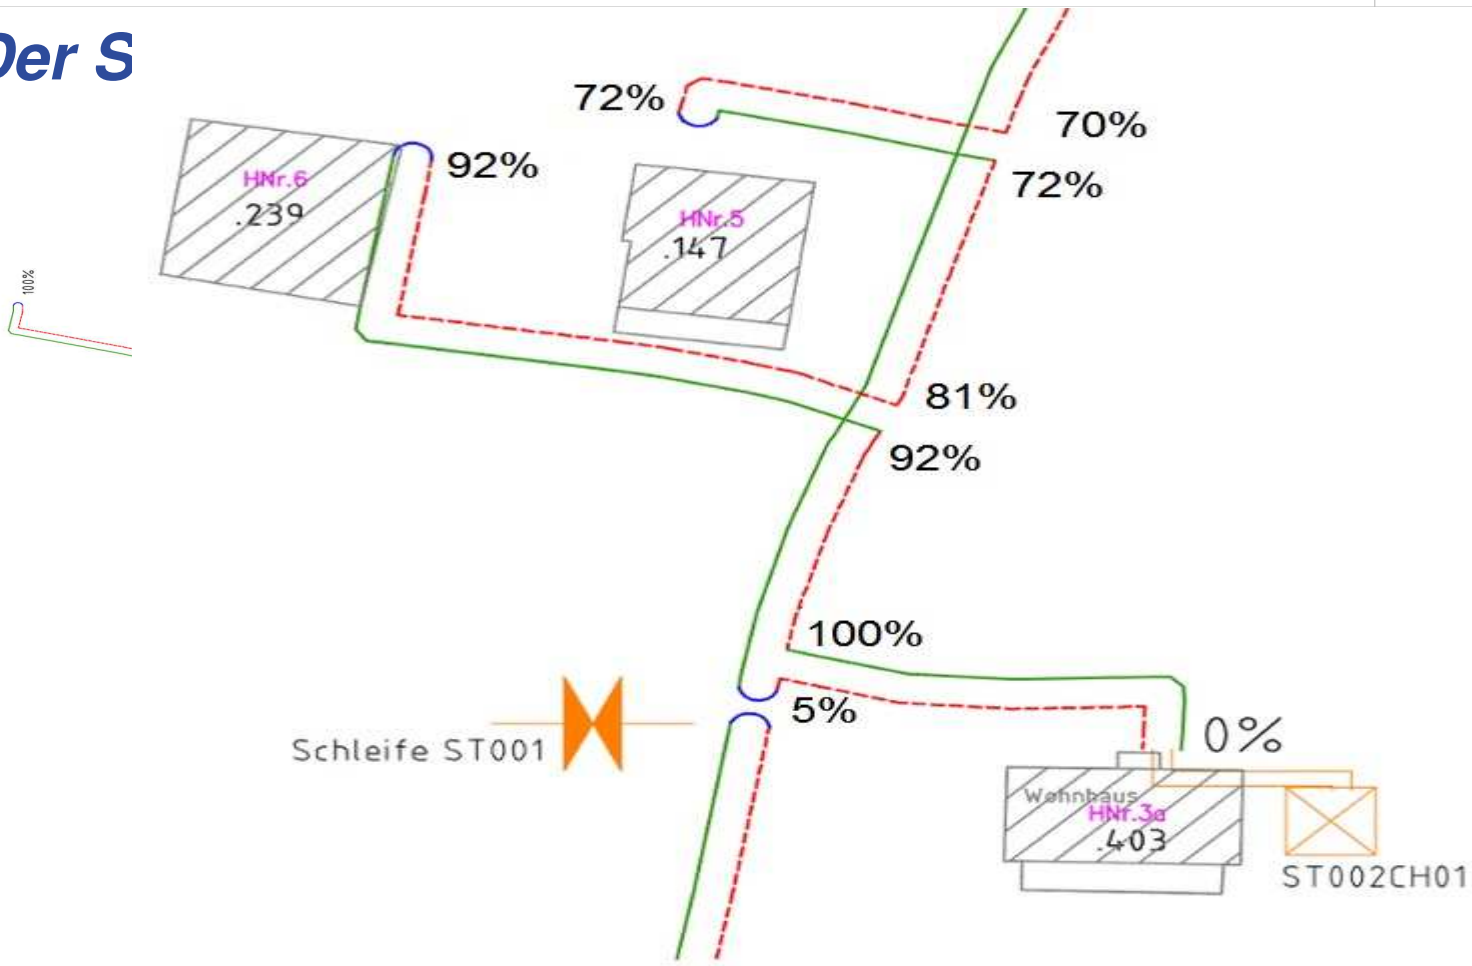 Der S
72%
70%
92%
72%
HNr.6
.239
HNr.5
.147
100%
81%
92%
100%
5%
Schleife ST001
0%
Wohnhaus
HNr.3a
.403
ST002CH01